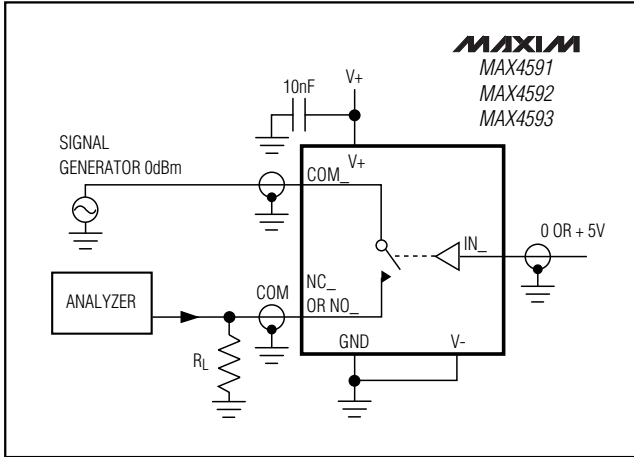 MAXIM
MAX4591
MAX4592
MAX4593
V+
10nF
SIGNAL
GENERATOR 0dBm
V+
COM_
IN_
0 OR + 5V
NC_
OR NO_
COM
ANALYZER
RL
GND
V-